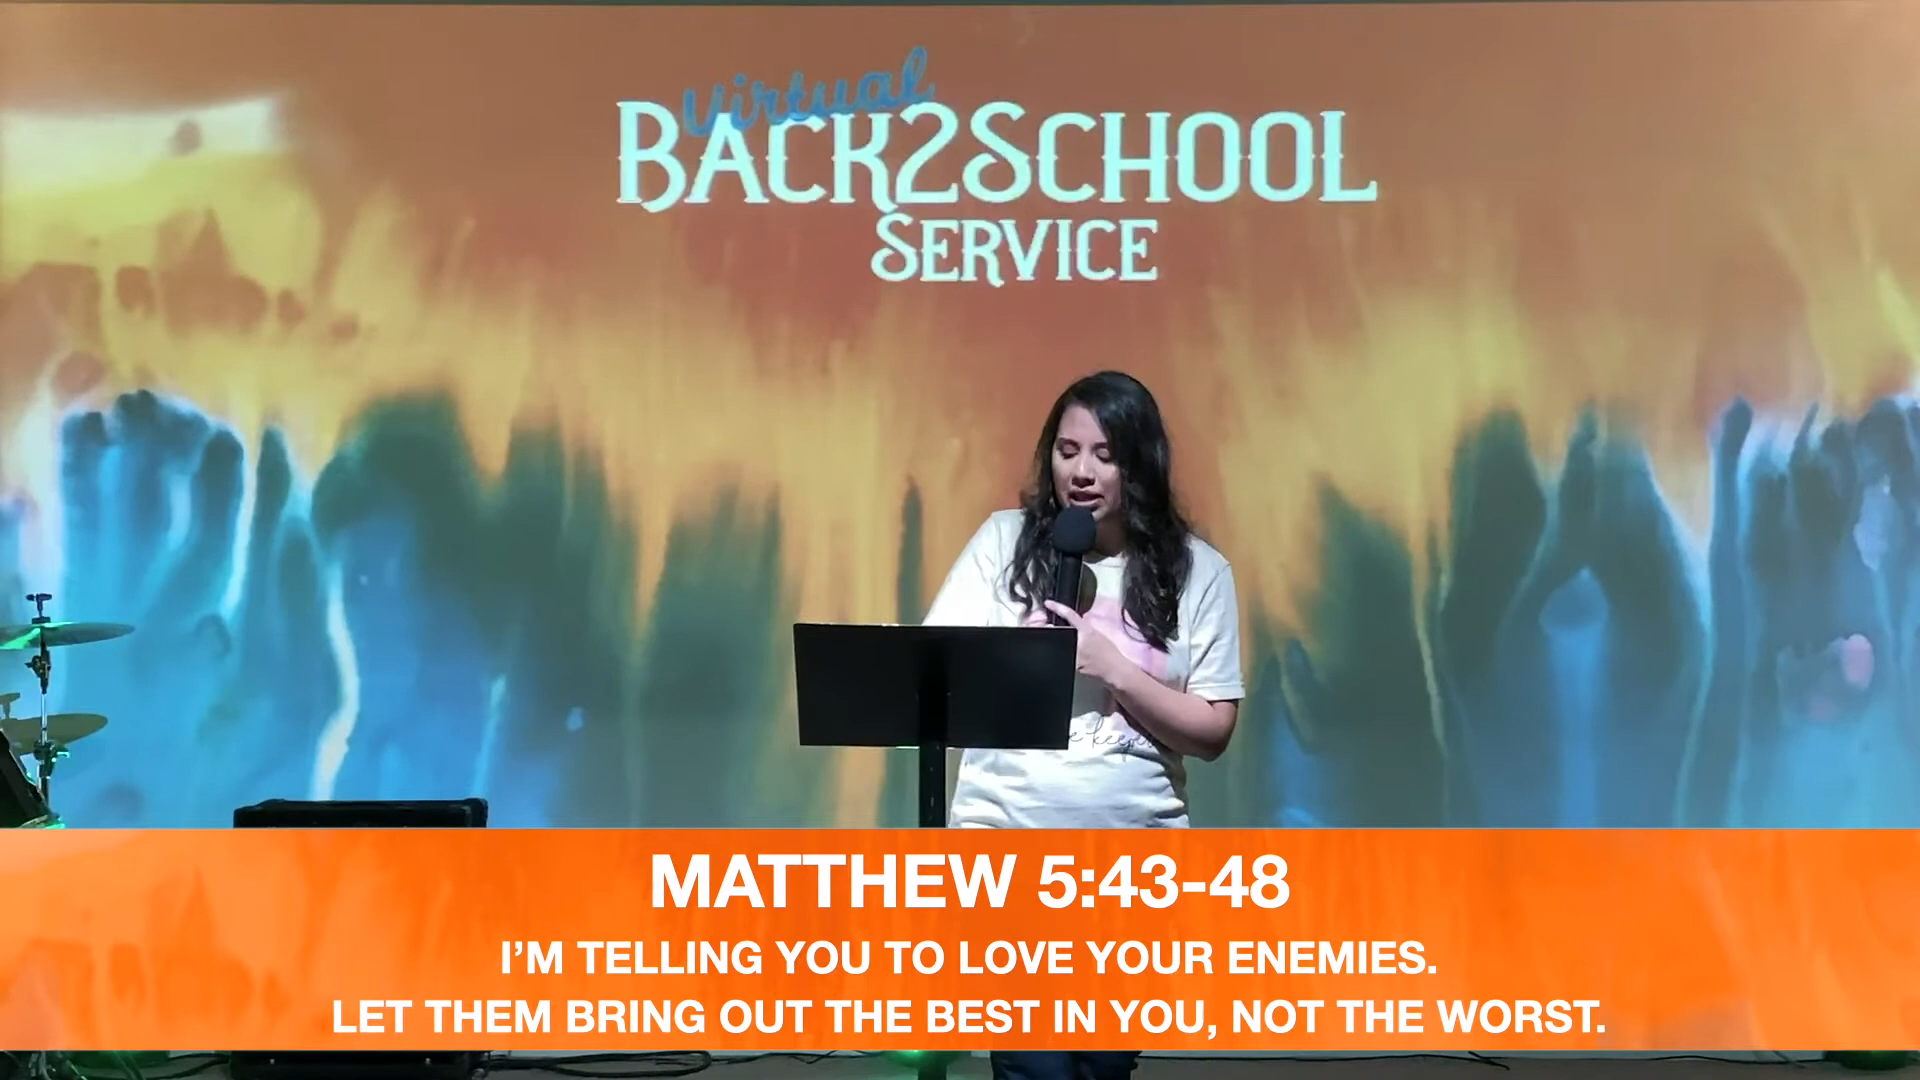 Virtual
BACK2SCHOOL
SERVICE
MATTHEW 5:43-48
I'M TELLING YOU TO LOVE YOUR ENEMIES.
LET THEM BRING OUT THE BEST IN YOU, NOT THE WORST.